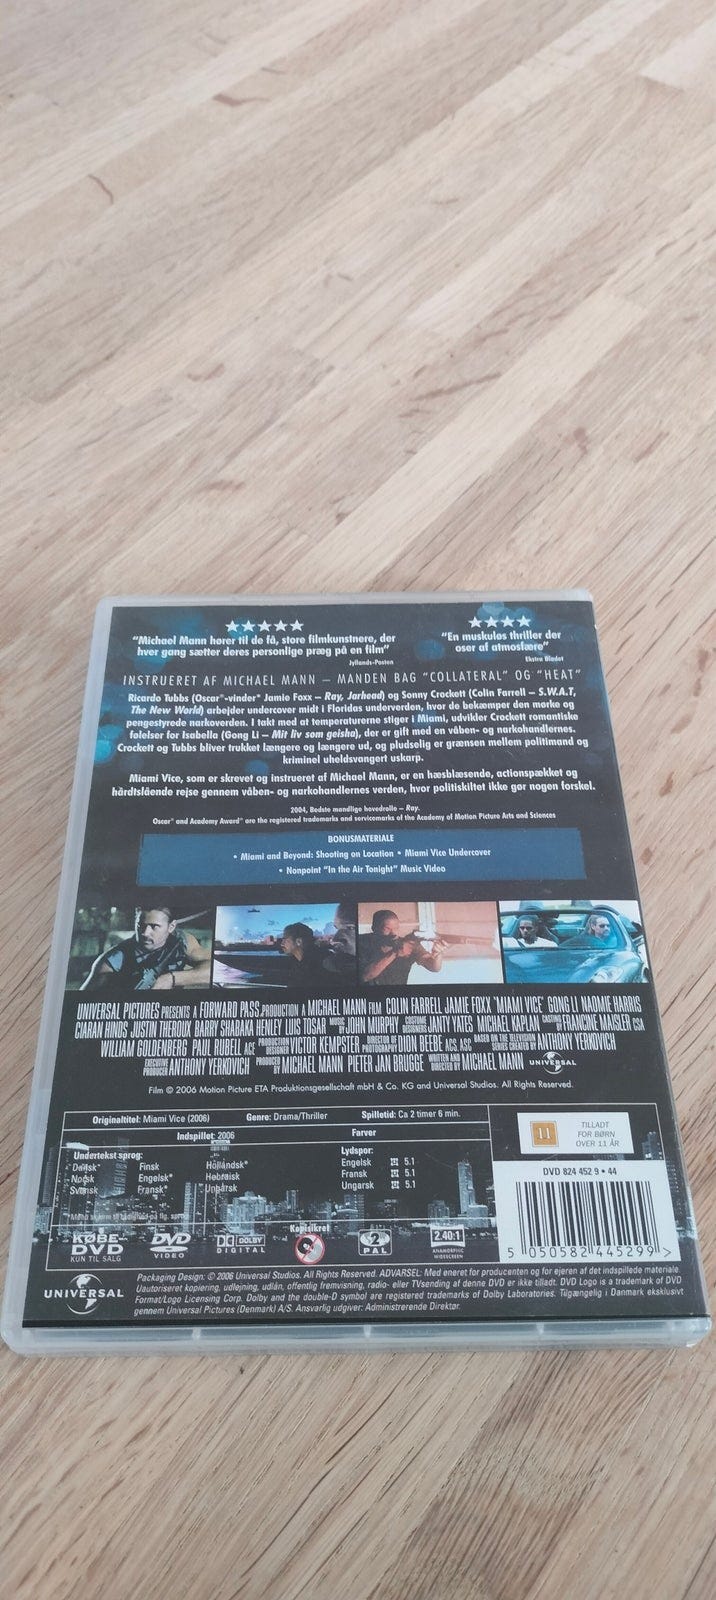 ★★★★★
"Michael Mann hører til de få, store filmkunstnere, der
hver gang sætter deres personlige præg på en film"
Jyllands-Posten
★★★★
"En muskuløs thriller der
oser af atmosfære"
Ekstra Bladet
INSTRUERET AF MICHAEL MANN – MANDEN BAG "COLLATERAL" OG "HEAT"
Ricardo Tubbs (Oscar®-vinder* Jamie Foxx – Ray, Jarhead) og Sonny Crockett (Colin Farrell – S.W.A.T,
The New World) arbejder undercover midt i Floridas underverden, hvor de bekæmper den mørke og
pengestyrede narkoverden. I takt med at temperaturerne stiger i Miami, udvikler Crockett romantiske
følelser for Isabella (Gong Li – Mit liv som geisha), der er gift med en våben- og narkohandlernes.
Crockett og Tubbs bliver trukket længere og længere ud, og pludselig er grænsen mellem politimand og
kriminel uheldsvangert uskarp.
Miami Vice, som er skrevet og instrueret af Michael Mann, er en hæsblæsende, actionspækket og
hårdtslående rejse gennem våben- og narkohandlernes verden, hvor politiskiltet ikke gør nogen forskel.
2004, Bedste mandlige hovedrolle – Ray.
Oscar® and Academy Award® are the registered trademarks and servicemarks of the Academy of Motion Picture Arts and Sciences
BONUSMATERIALE
• Miami and Beyond: Shooting on Location • Miami Vice Undercover
• Nonpoint "In the Air Tonight" Music Video
UNIVERSAL PICTURES PRESENTS A FORWARD PASS PRODUCTION A MICHAEL MANN FILM COLIN FARRELL JAMIE FOXX "MIAMI VICE" GONG LI NAOMIE HARRIS
CIARÁN HINDS JUSTIN THEROUX BARRY SHABAKA HENLEY LUIS TOSAR MUSIC BY JOHN MURPHY COSTUME DESIGNERS JANTY YATES MICHAEL KAPLAN CASTING BY FRANCINE MAISLER CSA
WILLIAM GOLDENBERG PAUL RUBELL ACE PRODUCTION DESIGNER VICTOR KEMPSTER DIRECTOR OF PHOTOGRAPHY DION BEEBE ACS, ASC BASED ON THE TELEVISION SERIES CREATED BY ANTHONY YERKOVICH
EXECUTIVE PRODUCER ANTHONY YERKOVICH PRODUCED BY MICHAEL MANN PIETER JAN BRUGGE WRITTEN AND DIRECTED BY MICHAEL MANN UNIVERSAL
Film © 2006 Motion Picture ETA Produktionsgesellschaft mbH & Co. KG and Universal Studios. All Rights Reserved.
Originaltitel: Miami Vice (2006) Genre: Drama/Thriller Spilletid: Ca 2 timer 6 min.
Indspillet: 2006 Farver
Undertekst sprog:
Dansk* Finsk Hollandsk*
Norsk Engelsk* Hebraisk
Svensk Fransk* Ungarsk
Lydspor:
Engelsk 5.1
Fransk 5.1
Ungarsk 5.1
11
TILLADT
FOR BØRN
OVER 11 ÅR
DVD 824 452 9 • 44
5 050582 445299 >
KØBE-
DVD
KUN TIL SALG
DVD
VIDEO
DOLBY
DIGITAL
Kopisikret
2
PAL
2.40:1
ANAMORPHIC
WIDESCREEN
UNIVERSAL
Packaging Design: © 2006 Universal Studios. All Rights Reserved. ADVARSEL: Med eneret for producenten og for ejeren af det indspillede materiale.
Uautoriseret kopiering, udlejning, udlån, offentlig fremvisning, radio- eller TVsending af denne DVD er ikke tilladt. DVD Logo is a trademark of DVD
Format/Logo Licensing Corp. Dolby and the double-D symbol are registered trademarks of Dolby Laboratories. Tilgængelig i Danmark eksklusivt
gennem Universal Pictures (Denmark) A/S. Ansvarlig udgiver: Administrerende Direktør.